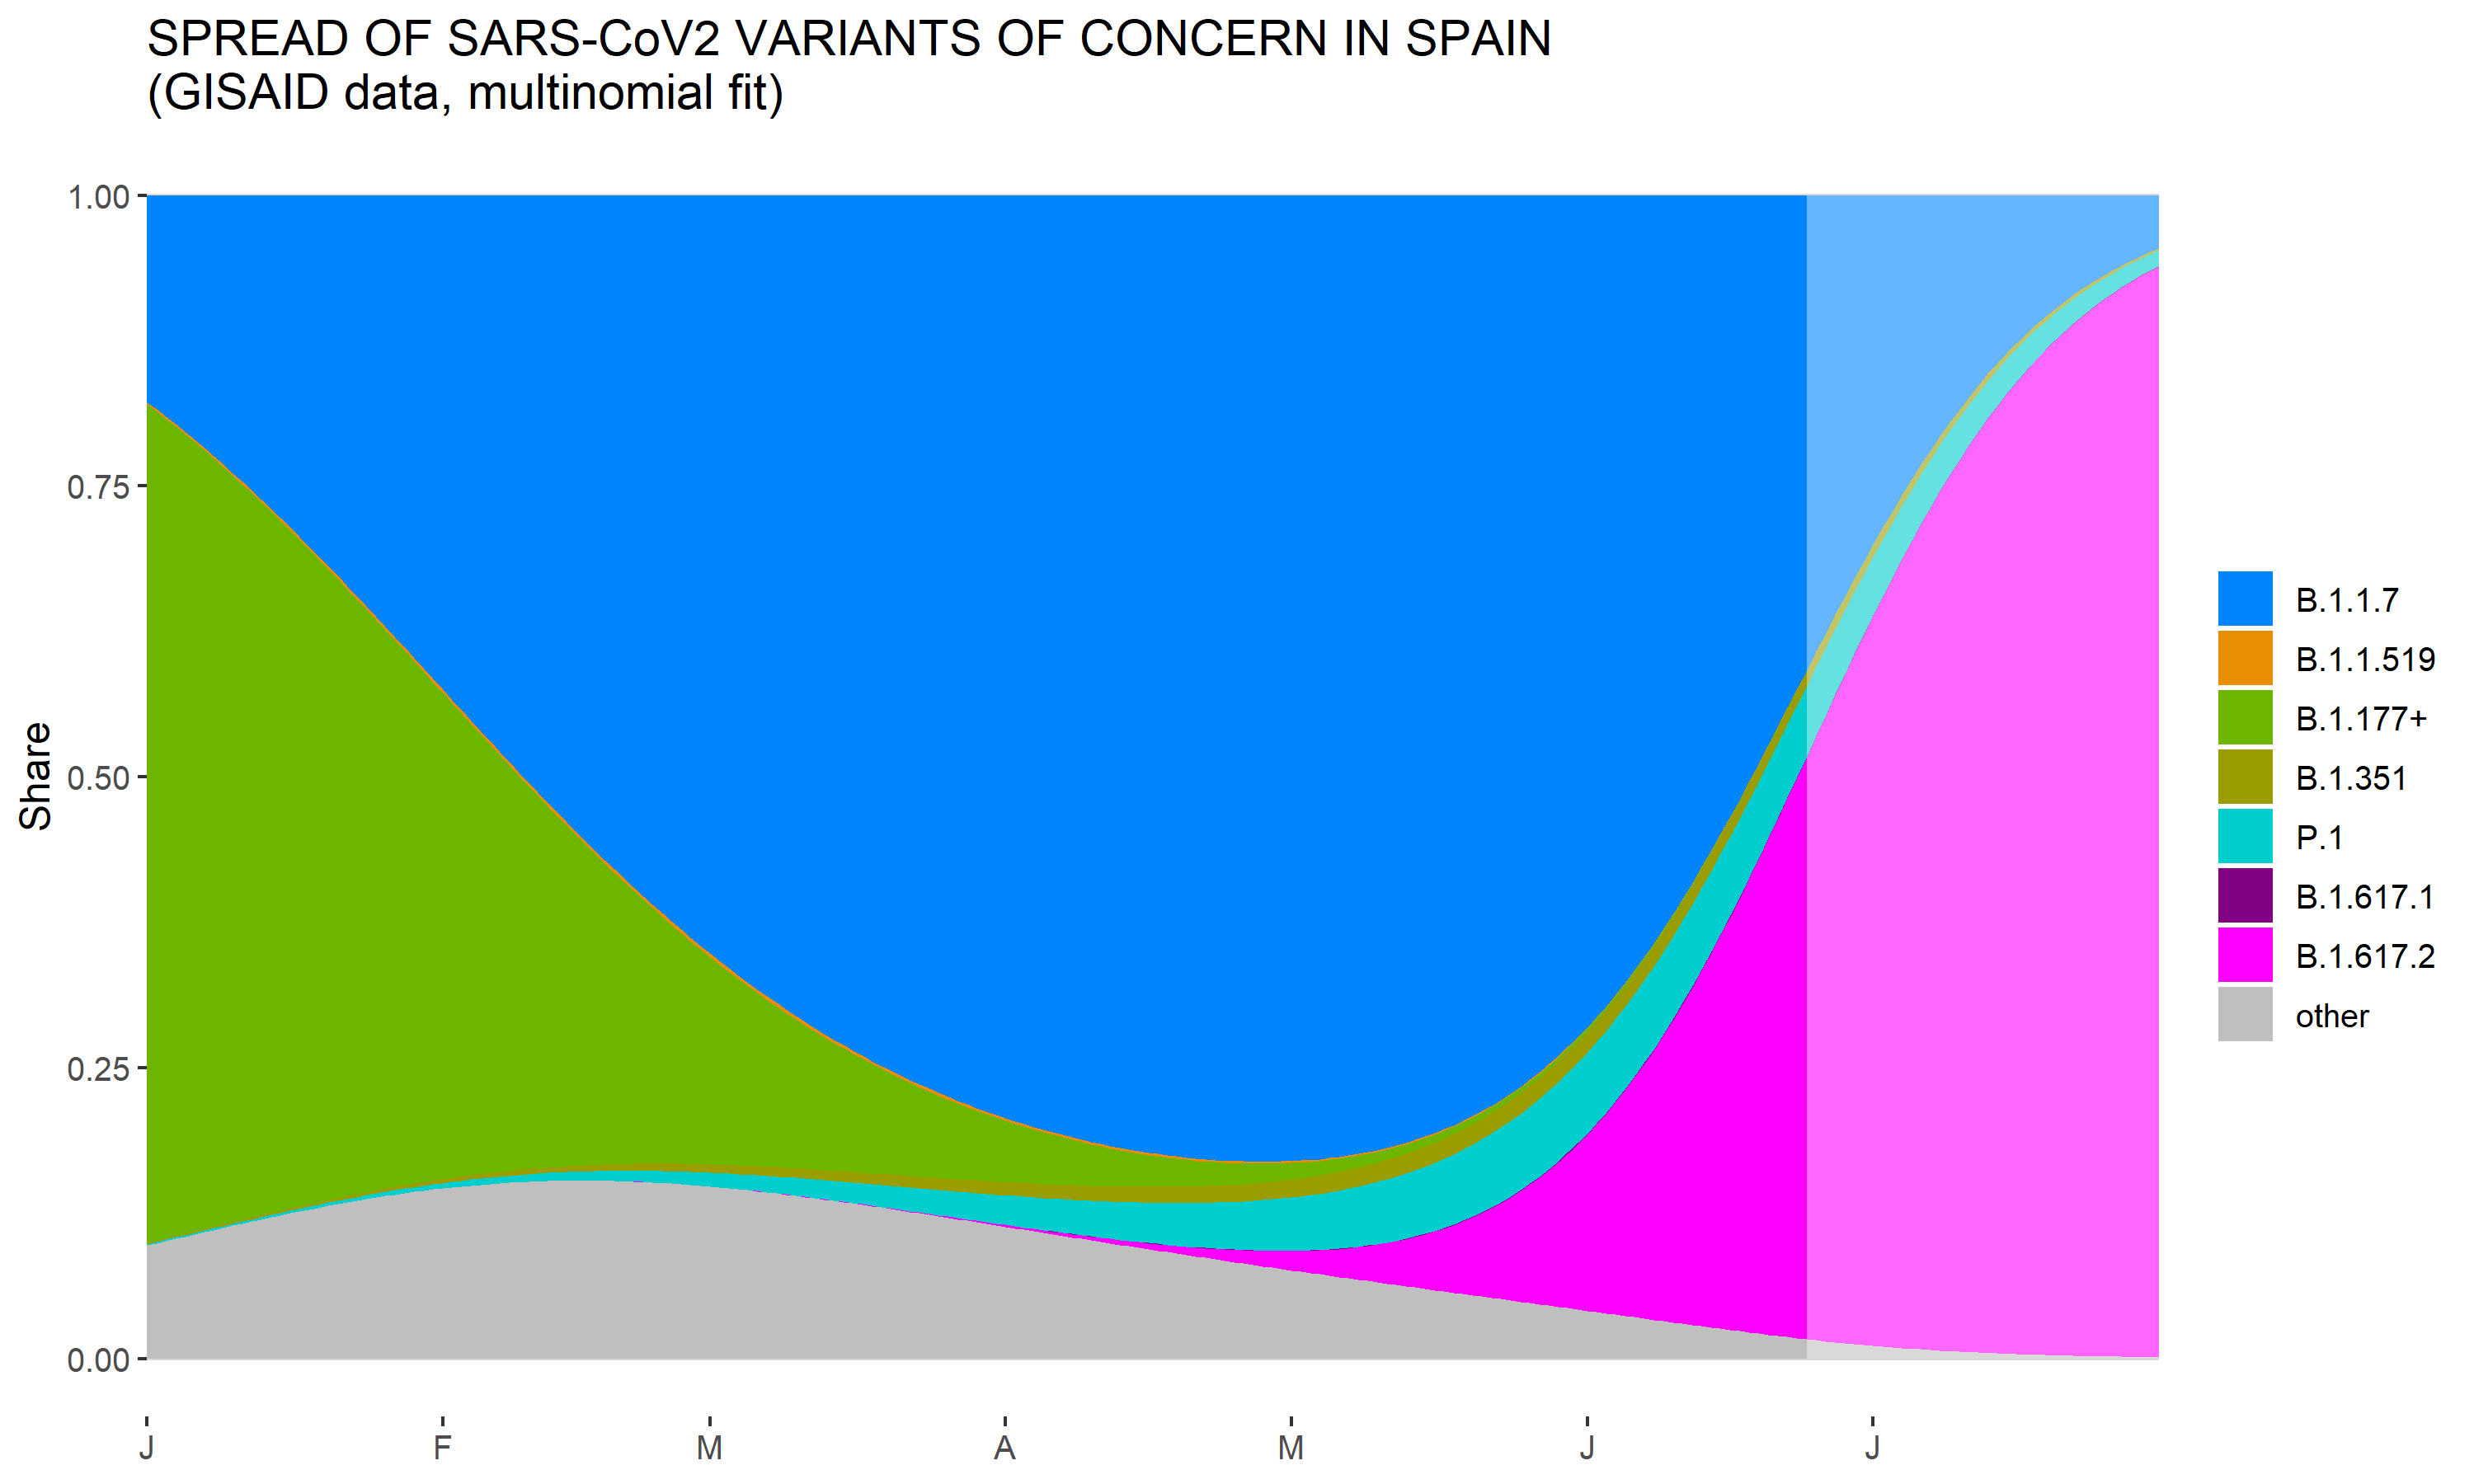 SPREAD OF SARS-CoV2 VARIANTS OF CONCERN IN SPAIN
(GISAID data, multinomial fit)
1.00
0.75
0.50
0.25
0.00
Share
J F M A M J J
B.1.1.7
B.1.1.519
B.1.177+
B.1.351
P.1
B.1.617.1
B.1.617.2
other